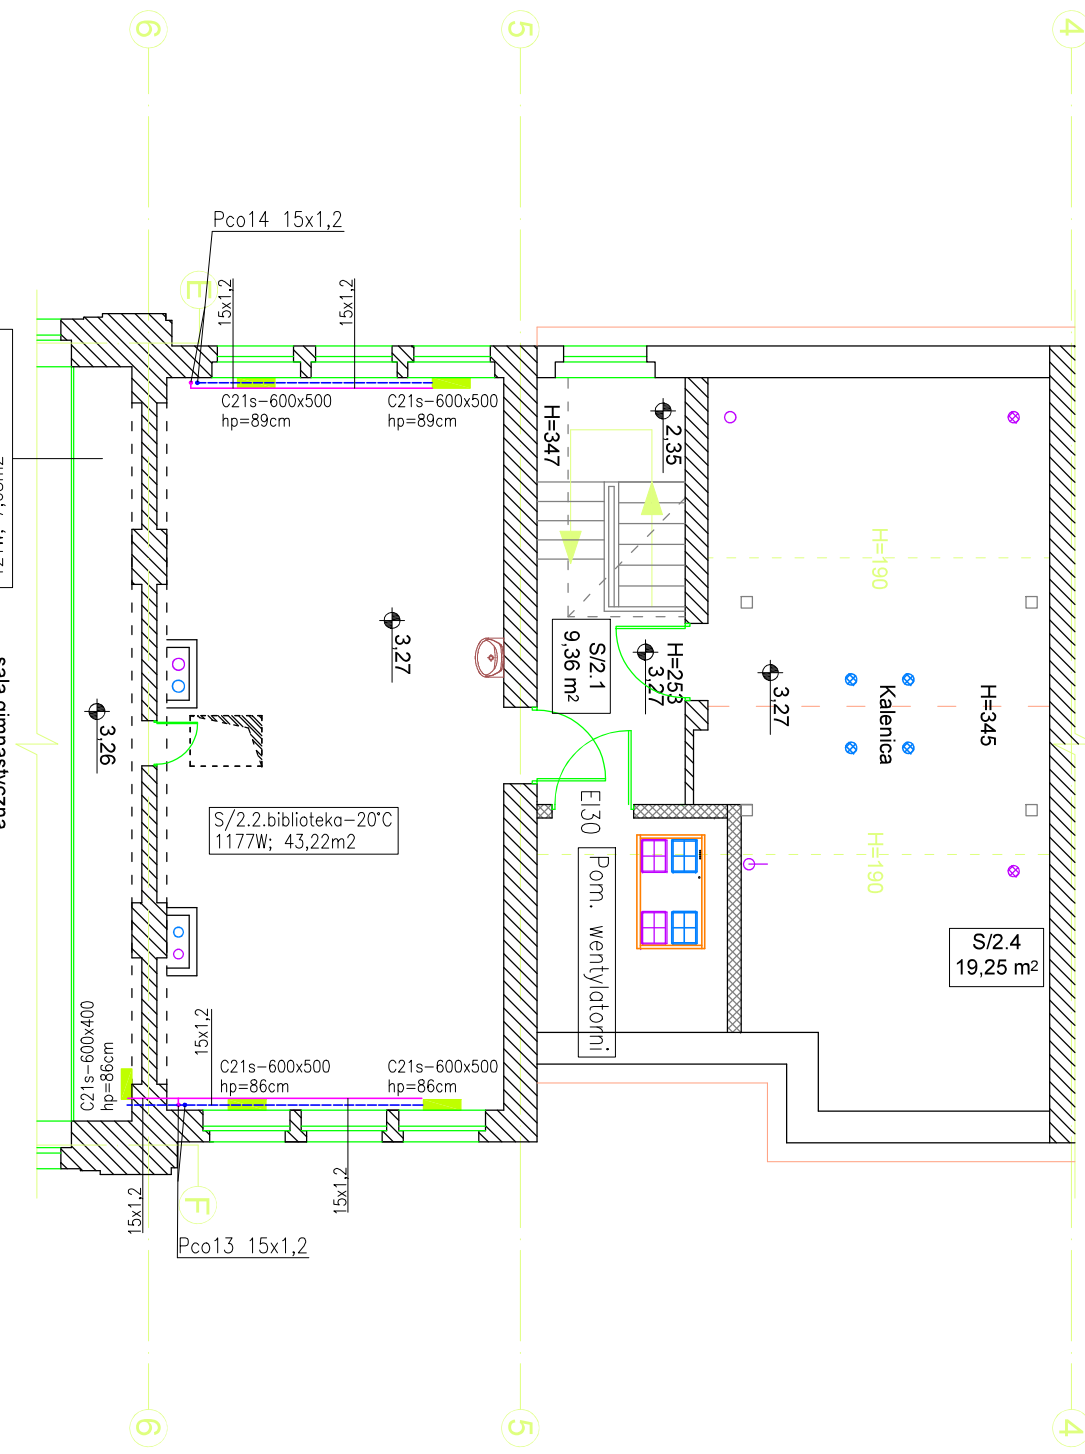 6
5
4
Pco14 15x1,2
E
15x1,2
15x1,2
C21s-600x500
hp=89cm
C21s-600x500
hp=89cm
H=347
2,35
H=190
3,27
S/2.1
9,36 m²
H=253
3,27
3,27
Kalenica
H=345
3,26
S/2.2.biblioteka-20°C
1177W; 43,22m2
EI30
Pom. wentylatorni
H=190
S/2.4
19,25 m²
C21s-600x400
hp=86cm
15x1,2
C21s-600x500
hp=86cm
C21s-600x500
hp=86cm
15x1,2
15x1,2
F
Pco13 15x1,2
6
5
4